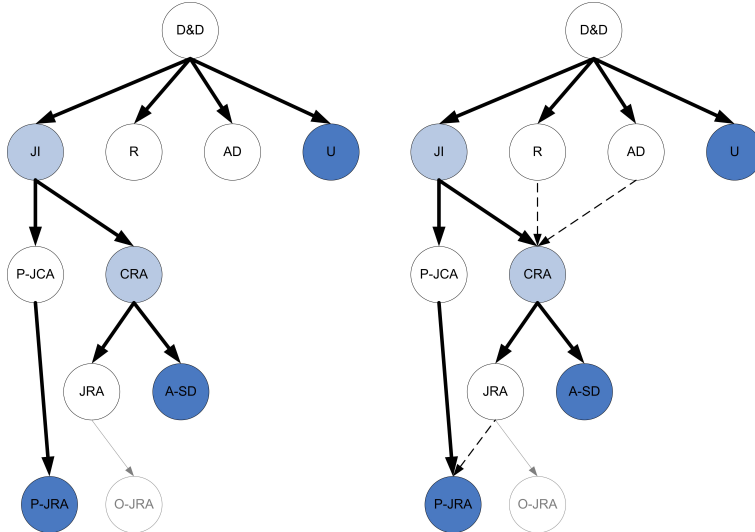 D&D
D&D
JI
R
AD
U
JI
R
AD
U
P-JCA
CRA
P-JCA
CRA
JRA
A-SD
JRA
A-SD
P-JRA
O-JRA
P-JRA
O-JRA